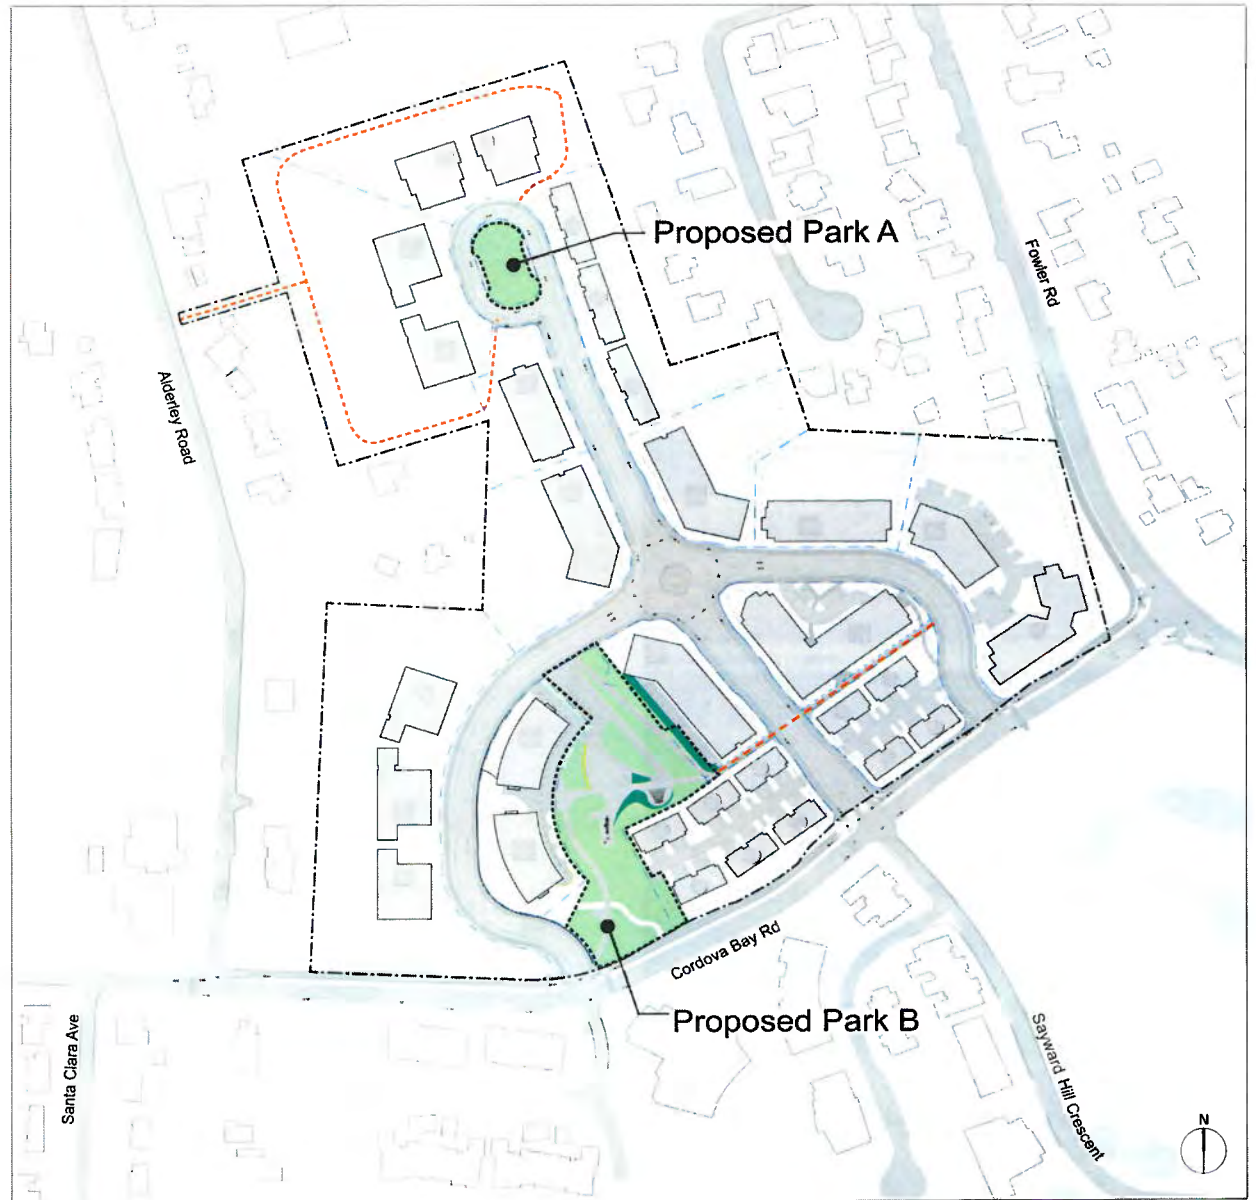 Proposed Park A
Fowler Rd
Alderley Road
Cordova Bay Rd
Proposed Park B
Santa Clara Ave
Sayward Hill Crescent
N